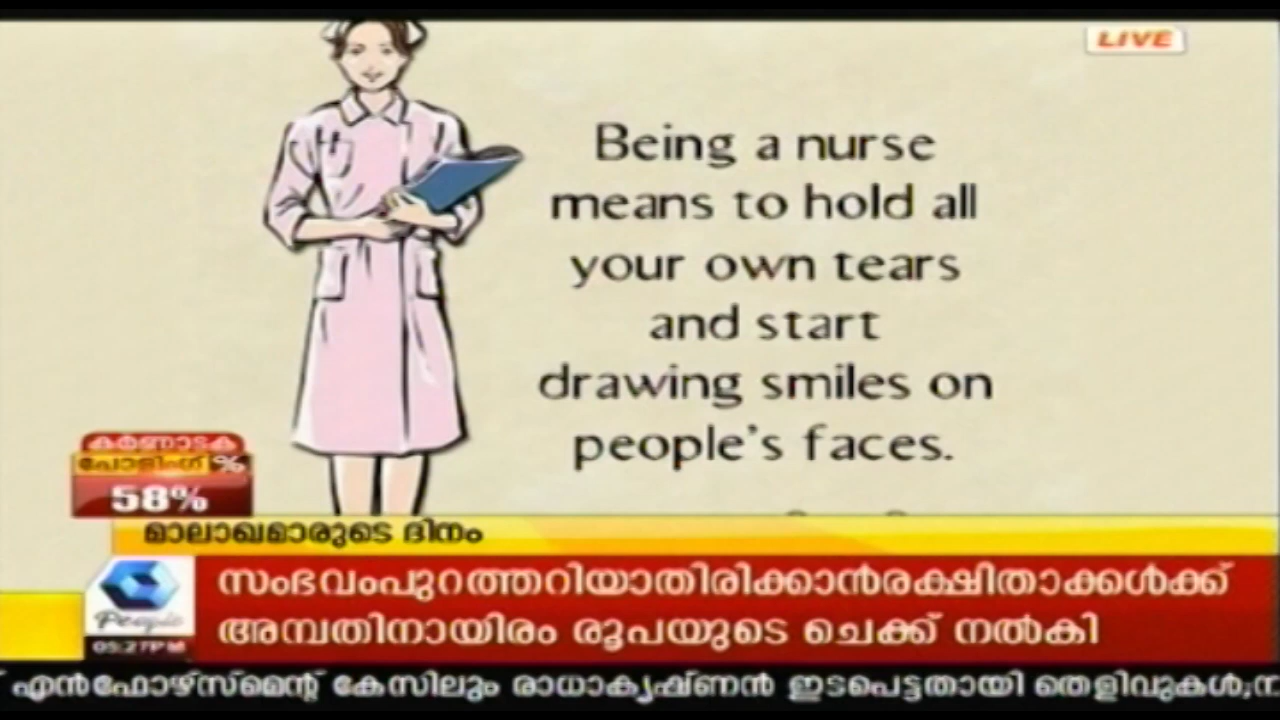 LIVE
Being a nurse
means to hold all
your own tears
and start
drawing smiles on
people's faces.
കർണാടക
പോളിംഗ് %
58%
മാലാഖമാരുടെ ദിനം
സംഭവംപുറത്തറിയാതിരിക്കാൻരക്ഷിതാക്കൾക്ക്
അമ്പതിനായിരം രൂപയുടെ ചെക്ക് നൽകി
People
05:27PM
എൻഫോഴ്സ്മെന്റ് കേസിലും രാധാകൃഷ്ണൻ ഇടപെട്ടതായി തെളിവുകൾ,